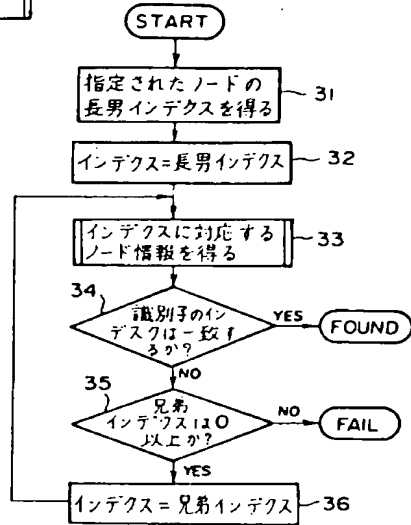 START
指定されたノードの
長男インデクスを得る
31
インデクス=長男インデクス
32
インデクスに対応する
ノード情報を得る
33
34
識別子のイン
デスクは一致す
るか?
YES
FOUND
NO
35
兄弟
インデクスは0
以上か?
NO
FAIL
YES
インデクス=兄弟インデクス
36